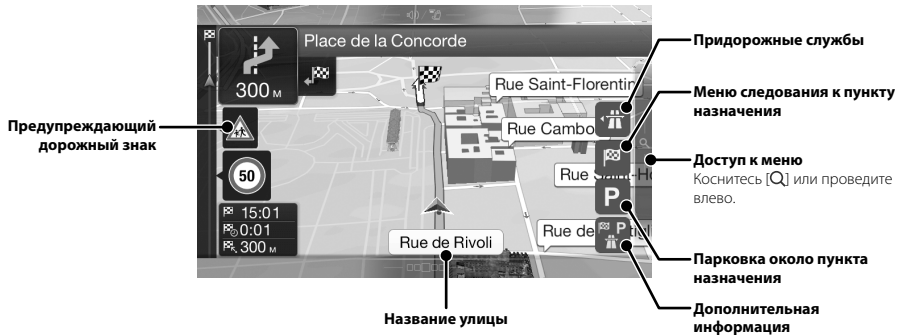 Place de la Concorde
300 м
Rue Saint-Florentin
Rue Cambo
Rue Saint-Ho
50
P
15:01
0:01
300 м
Rue de
P
Rue de Rivoli
Предупреждающий
дорожный знак
Название улицы
Придорожные службы
Меню следования к пункту
назначения
Доступ к меню
Коснитесь [Q] или проведите
влево.
Парковка около пункта
назначения
Дополнительная
информация